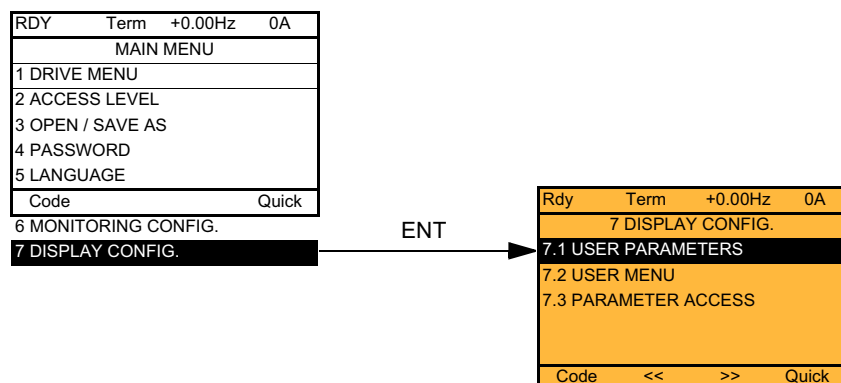 RDY Term +0.00Hz 0A
MAIN MENU
1 DRIVE MENU
2 ACCESS LEVEL
3 OPEN / SAVE AS
4 PASSWORD
5 LANGUAGE
Code Quick
6 MONITORING CONFIG.
7 DISPLAY CONFIG.
ENT
Rdy Term +0.00Hz 0A
7 DISPLAY CONFIG.
7.1 USER PARAMETERS
7.2 USER MENU
7.3 PARAMETER ACCESS
Code << >> Quick